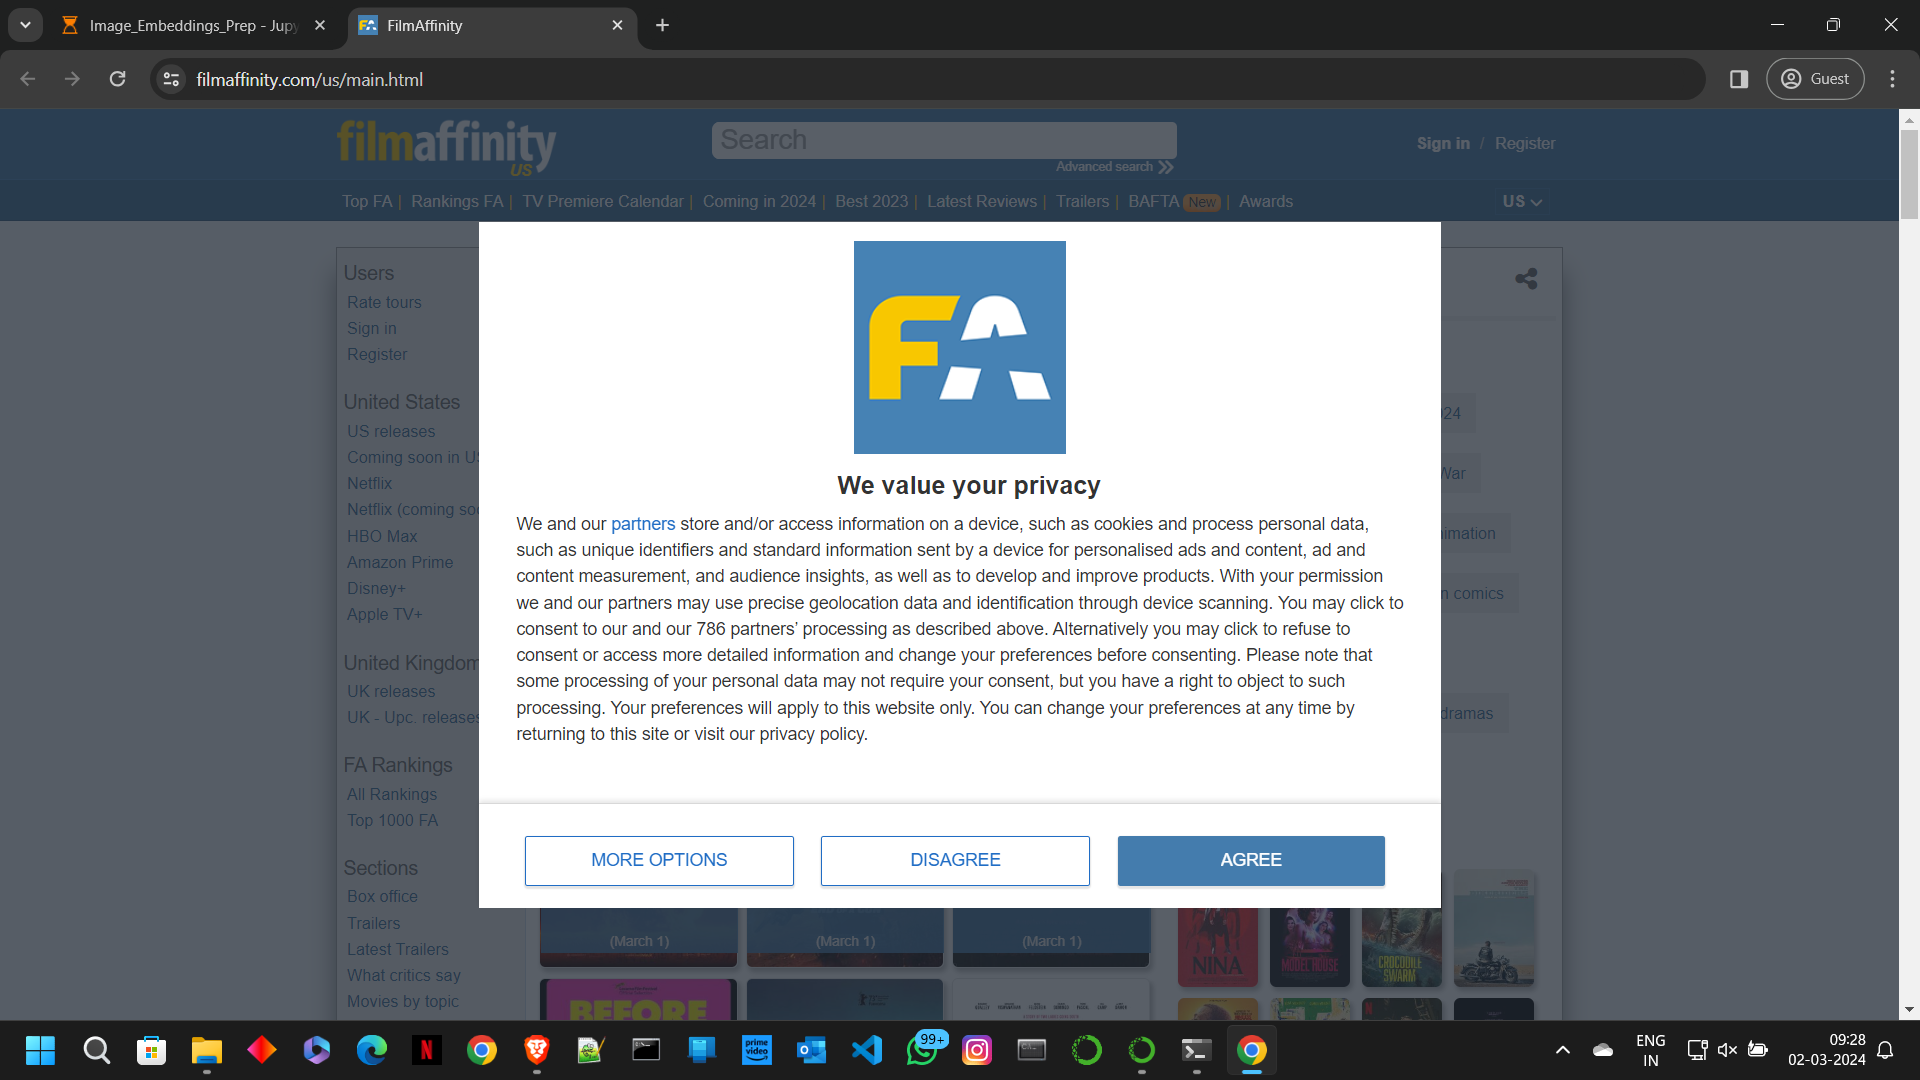 Image_Embeddings_Prep - Jupy
FilmAffinity
filmaffinity.com/us/main.html
Guest
filmaffinity
US
Search
Advanced search
Sign in / Register
Top FA | Rankings FA | TV Premiere Calendar | Coming in 2024 | Best 2023 | Latest Reviews | Trailers | BAFTA New | Awards
US
Users
Rate tours
Sign in
Register
United States
US releases
Coming soon in US
Netflix
Netflix (coming soo
HBO Max
Amazon Prime
Disney+
Apple TV+
United Kingdom
UK releases
UK - Upc. releases
FA Rankings
All Rankings
Top 1000 FA
Sections
Box office
Trailers
Latest Trailers
What critics say
Movies by topic
FA
We value your privacy
We and our partners store and/or access information on a device, such as cookies and process personal data,
such as unique identifiers and standard information sent by a device for personalised ads and content, ad and
content measurement, and audience insights, as well as to develop and improve products. With your permission
we and our partners may use precise geolocation data and identification through device scanning. You may click to
consent to our and our 786 partners’ processing as described above. Alternatively you may click to refuse to
consent or access more detailed information and change your preferences before consenting. Please note that
some processing of your personal data may not require your consent, but you have a right to object to such
processing. Your preferences will apply to this website only. You can change your preferences at any time by
returning to this site or visit our privacy policy.
MORE OPTIONS
DISAGREE
AGREE
24
War
imation
n comics
dramas
(March 1)
(March 1)
(March 1)
NINA
MODEL HOUSE
CROCODILE
SWARM
BEFORE
prime
video
99+
ENG
IN
09:28
02-03-2024